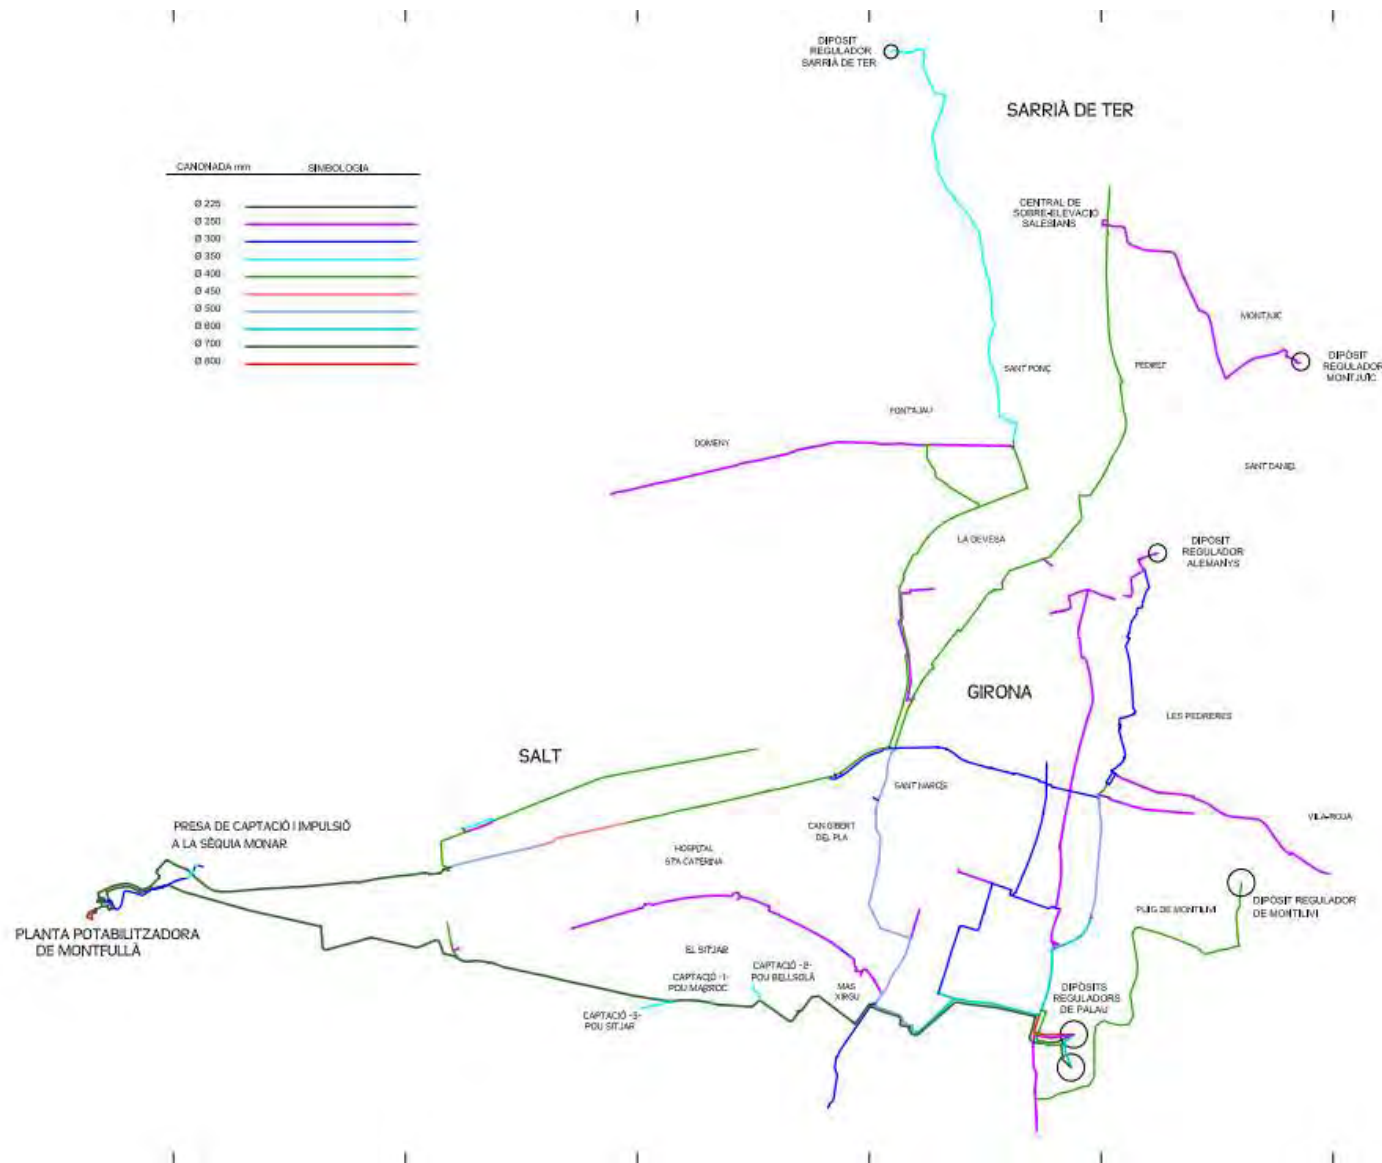 DIPÒSIT
REGULADOR
SARRIÀ DE TER
SARRIÀ DE TER
CANONADA mm SIMBOLOGIA
Ø 225
Ø 250
Ø 300
Ø 350
Ø 400
Ø 450
Ø 500
Ø 600
Ø 700
Ø 800
CENTRAL DE
SOBRE-ELEVACIÓ
SALESIANS
MONTJUÏC
DIPÒSIT
REGULADOR
MONTJUÏC
SANT PONÇ
PEDRET
FONTAJAU
DOMENY
SANT DANIEL
LA DEVESA
DIPÒSIT
REGULADOR
ALEMANYS
GIRONA
LES PEDRERES
SALT
SANT NARCÍS
VILA-ROJA
PRESA DE CAPTACIÓ I IMPULSIÓ
A LA SÈQUIA MONAR
CAN GIBERT
DEL PLA
HOSPITAL
STA CATERINA
PLANTA POTABILITZADORA
DE MONTFULLÀ
PUIG DE MONTILIVI
DIPÒSIT REGULADOR
DE MONTILIVI
EL SITJAR
CAPTACIÓ -1-
POU MARROC
CAPTACIÓ -2-
POU BELLSOLÀ
MAS
XIRGU
CAPTACIÓ -3-
POU SITJAR
DIPÒSITS
REGULADORS
DE PALAU